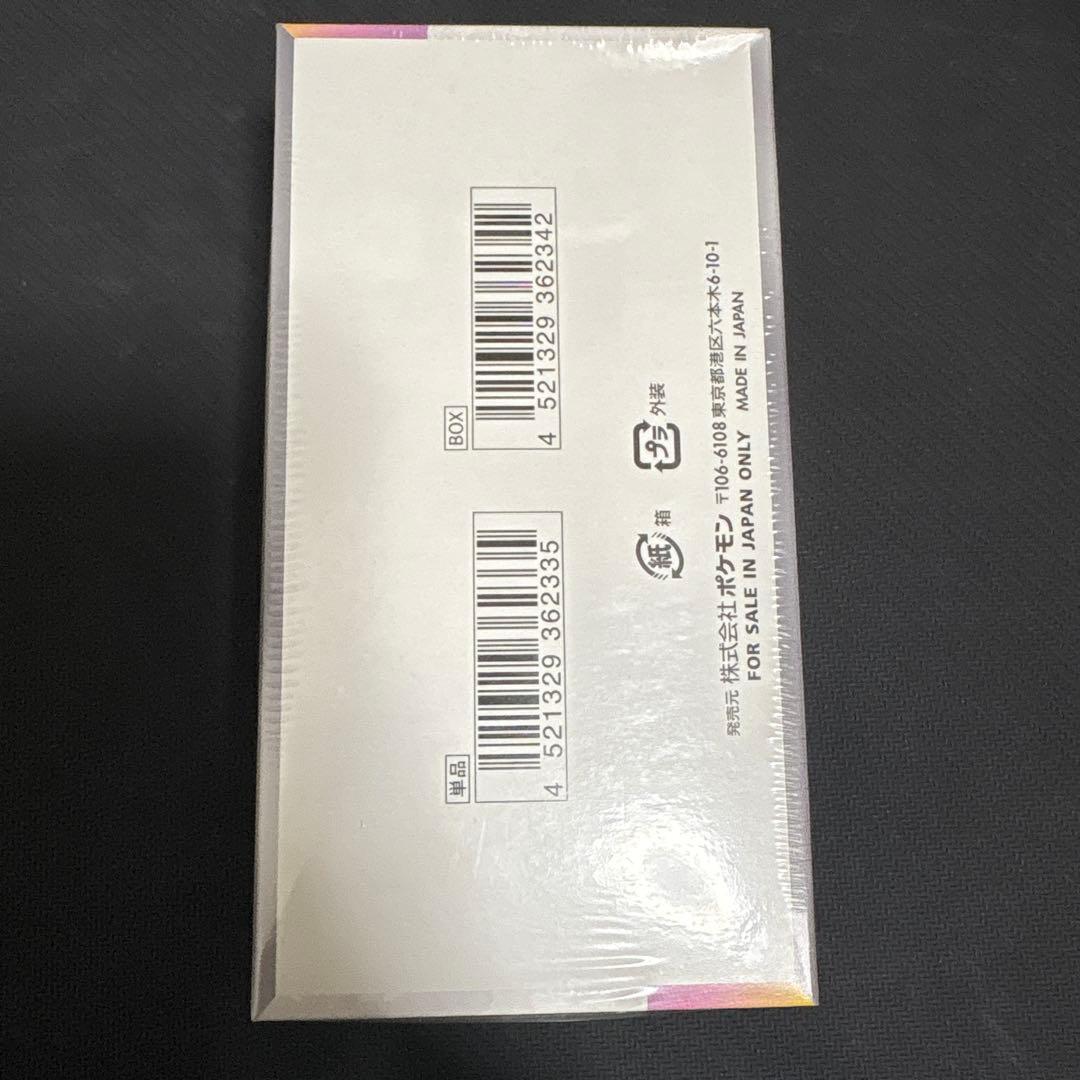 単品
4 521329 362335
BOX
4 521329 362342
紙 箱
プラ 外装
発売元 株式会社 ポケモン 〒106-6108 東京都港区六本木6-10-1
FOR SALE IN JAPAN ONLY MADE IN JAPAN